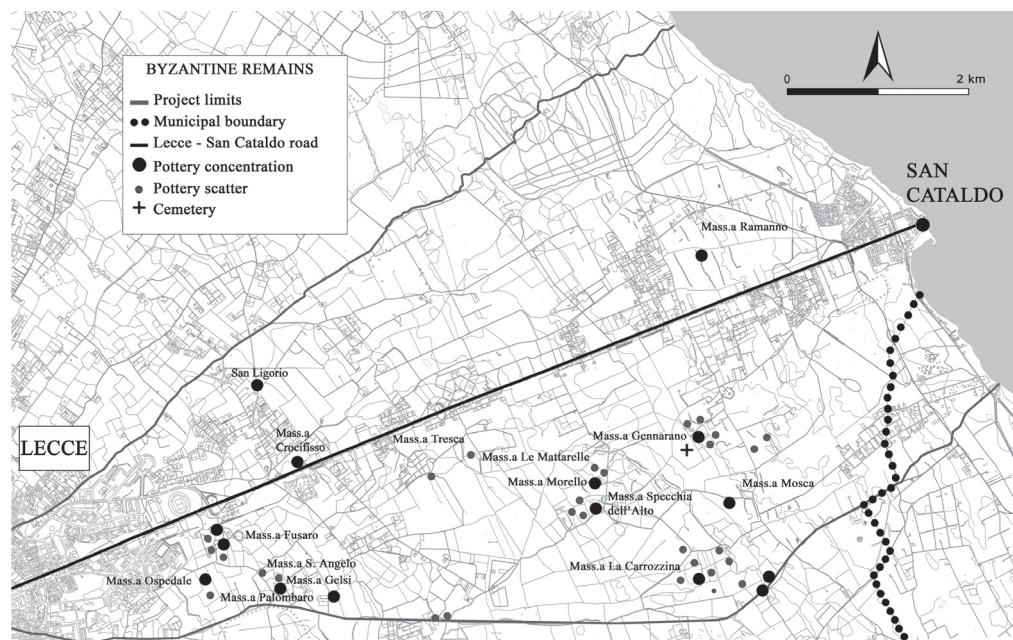 BYZANTINE REMAINS
Project limits
Municipal boundary
Lecce - San Cataldo road
Pottery concentration
Pottery scatter
Cemetery
0 2 km
SAN
CATALDO
Mass.a Ramanno
San Ligorio
LECCE
Mass.a
Crocifisso
Mass.a Tresca
Mass.a Gennarano
Mass.a Le Mattarelle
Mass.a Morello
Mass.a Mosca
Mass.a Specchia
dell'Alto
Mass.a Fusaro
Mass.a S. Angelo
Mass.a La Carrozzina
Mass.a Ospedale
Mass.a Gelsi
Mass.a Palombaro